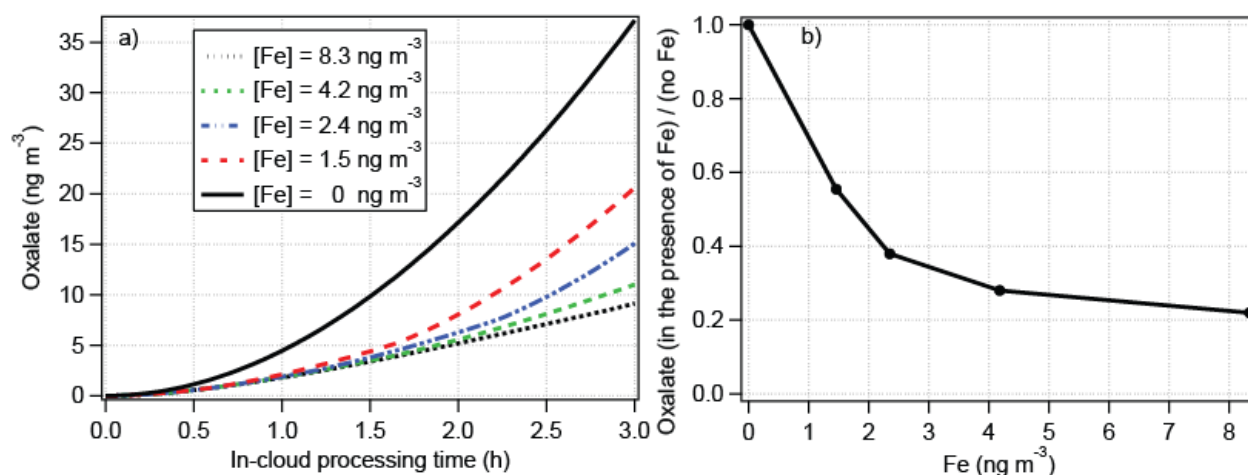 a)
[Fe] = 8.3 ng m⁻³
[Fe] = 4.2 ng m⁻³
[Fe] = 2.4 ng m⁻³
[Fe] = 1.5 ng m⁻³
[Fe] = 0 ng m⁻³
Oxalate (ng m⁻³)
35
30
25
20
15
10
5
0
0.0 0.5 1.0 1.5 2.0 2.5 3.0
In-cloud processing time (h)
b)
Oxalate (in the presence of Fe) / (no Fe)
1.0
0.8
0.6
0.4
0.2
0.0
0 1 2 3 4 5 6 7 8
Fe (ng m⁻³)